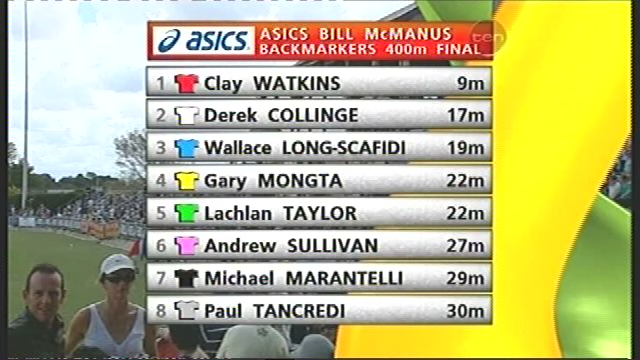 asics
ASICS BILL McMANUS
BACKMARKERS 400m FINAL
ten
1 Clay WATKINS 9m
2 Derek COLLINGE 17m
3 Wallace LONG-SCAFIDI 19m
4 Gary MONGTA 22m
5 Lachlan TAYLOR 22m
6 Andrew SULLIVAN 27m
7 Michael MARANTELLI 29m
8 Paul TANCREDI 30m